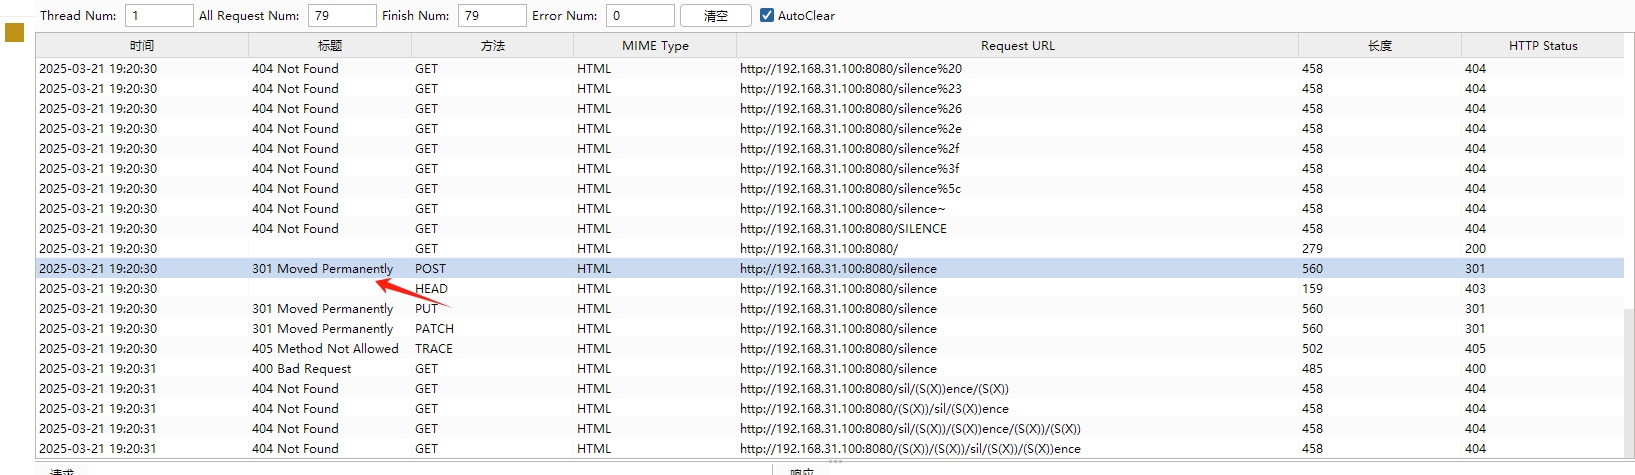 Thread Num: 1 All Request Num: 79 Finish Num: 79 Error Num: 0 清空 AutoClear
时间 标题 方法 MIME Type Request URL 长度 HTTP Status
2025-03-21 19:20:30 404 Not Found GET HTML http://192.168.31.100:8080/silence%20 458 404
2025-03-21 19:20:30 404 Not Found GET HTML http://192.168.31.100:8080/silence%23 458 404
2025-03-21 19:20:30 404 Not Found GET HTML http://192.168.31.100:8080/silence%26 458 404
2025-03-21 19:20:30 404 Not Found GET HTML http://192.168.31.100:8080/silence%2e 458 404
2025-03-21 19:20:30 404 Not Found GET HTML http://192.168.31.100:8080/silence%2f 458 404
2025-03-21 19:20:30 404 Not Found GET HTML http://192.168.31.100:8080/silence%3f 458 404
2025-03-21 19:20:30 404 Not Found GET HTML http://192.168.31.100:8080/silence%5c 458 404
2025-03-21 19:20:30 404 Not Found GET HTML http://192.168.31.100:8080/silence~ 458 404
2025-03-21 19:20:30 404 Not Found GET HTML http://192.168.31.100:8080/SILENCE 458 404
2025-03-21 19:20:30 GET HTML http://192.168.31.100:8080/ 279 200
2025-03-21 19:20:30 301 Moved Permanently POST HTML http://192.168.31.100:8080/silence 560 301
2025-03-21 19:20:30 HEAD HTML http://192.168.31.100:8080/silence 159 403
2025-03-21 19:20:30 301 Moved Permanently PUT HTML http://192.168.31.100:8080/silence 560 301
2025-03-21 19:20:30 301 Moved Permanently PATCH HTML http://192.168.31.100:8080/silence 560 301
2025-03-21 19:20:30 405 Method Not Allowed TRACE HTML http://192.168.31.100:8080/silence 502 405
2025-03-21 19:20:31 400 Bad Request GET HTML http://192.168.31.100:8080/silence 485 400
2025-03-21 19:20:31 404 Not Found GET HTML http://192.168.31.100:8080/sil/(S(X))ence/(S(X)) 458 404
2025-03-21 19:20:31 404 Not Found GET HTML http://192.168.31.100:8080/(S(X))/sil/(S(X))ence 458 404
2025-03-21 19:20:31 404 Not Found GET HTML http://192.168.31.100:8080/sil/(S(X))/(S(X))ence/(S(X))/(S(X)) 458 404
2025-03-21 19:20:31 404 Not Found GET HTML http://192.168.31.100:8080/(S(X))/(S(X))/sil/(S(X))/(S(X))ence 458 404
请求 响应